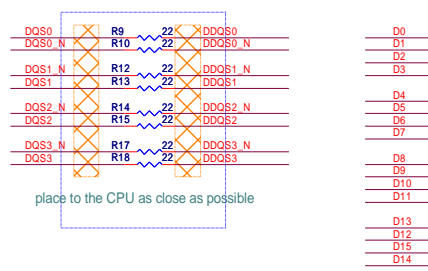 DQS0 R9 22 DDQS0
DQS0_N R10 22 DDQS0_N
DQS1_N R12 22 DDQS1_N
DQS1 R13 22 DDQS1
DQS2_N R14 22 DDQS2_N
DQS2 R15 22 DDQS2
DQS3_N R17 22 DDQS3_N
DQS3 R18 22 DDQS3
place to the CPU as close as possible
D0
D1
D2
D3
D4
D5
D6
D7
D8
D9
D10
D11
D13
D12
D15
D14